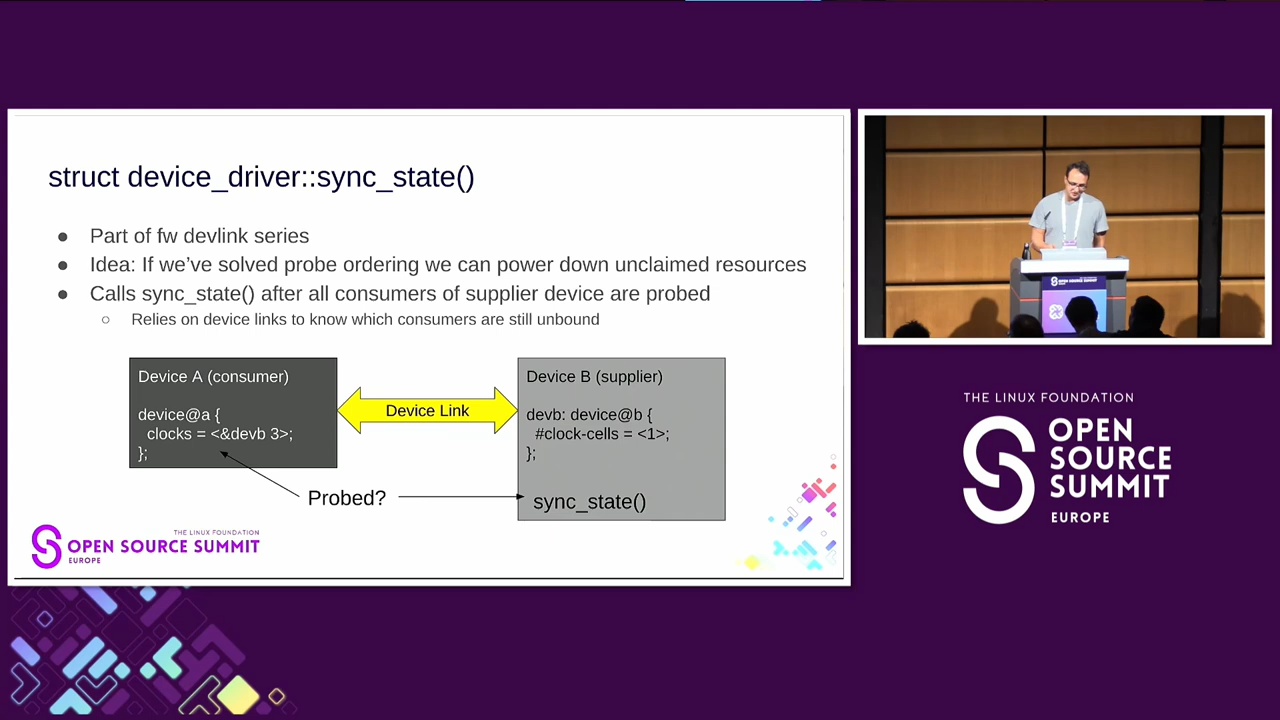 struct device_driver::sync_state()
● Part of fw devlink series
● Idea: If we've solved probe ordering we can power down unclaimed resources
● Calls sync_state() after all consumers of supplier device are probed
○ Relies on device links to know which consumers are still unbound
Device A (consumer)
device@a {
clocks = <&devb 3>;
};
Device Link
Device B (supplier)
devb: device@b {
#clock-cells = <1>;
};
sync_state()
Probed?
THE LINUX FOUNDATION
OPEN SOURCE SUMMIT
EUROPE
OPEN SOURCE SUMMIT
THE LINUX FOUNDATION
OPEN
SOURCE
SUMMIT
EUROPE